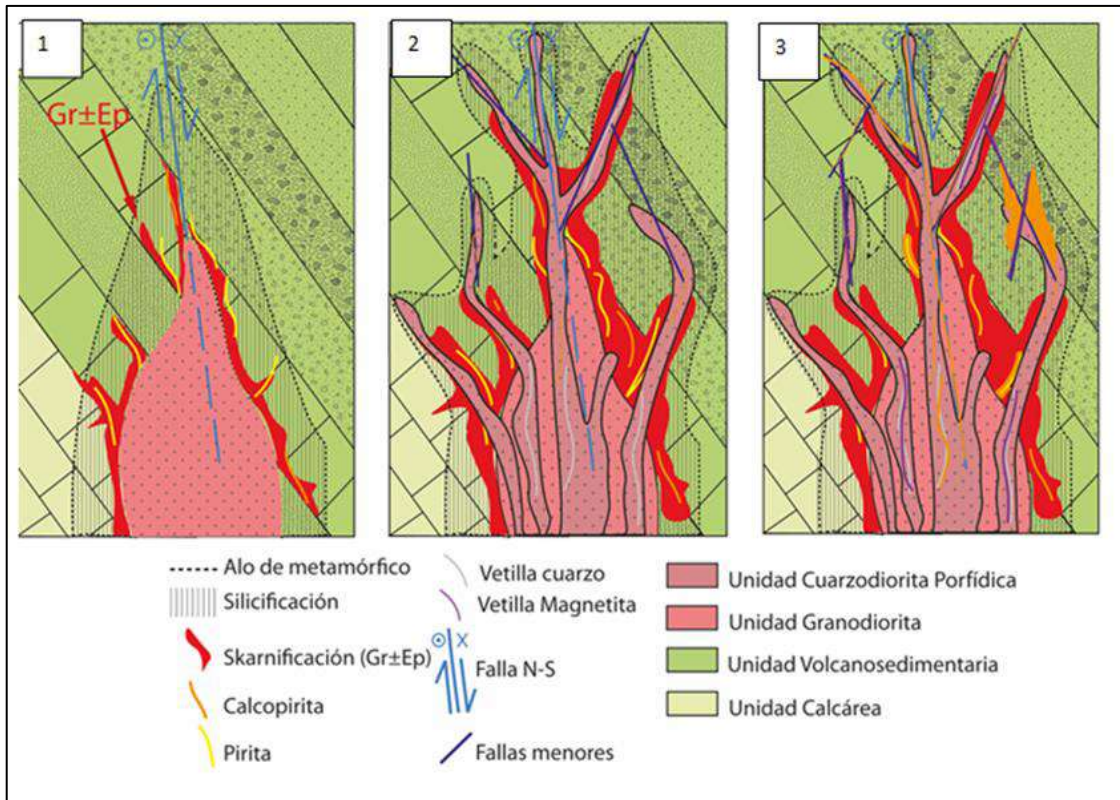 1
2
3
Gr±Ep
Alo de metamórfico
Silicificación
Skarnificación (Gr±Ep)
Calcopirita
Pirita
Vetilla cuarzo
Vetilla Magnetita
X
Falla N-S
Fallas menores
Unidad Cuarzodiorita Porfídica
Unidad Granodiorita
Unidad Volcanosedimentaria
Unidad Calcárea